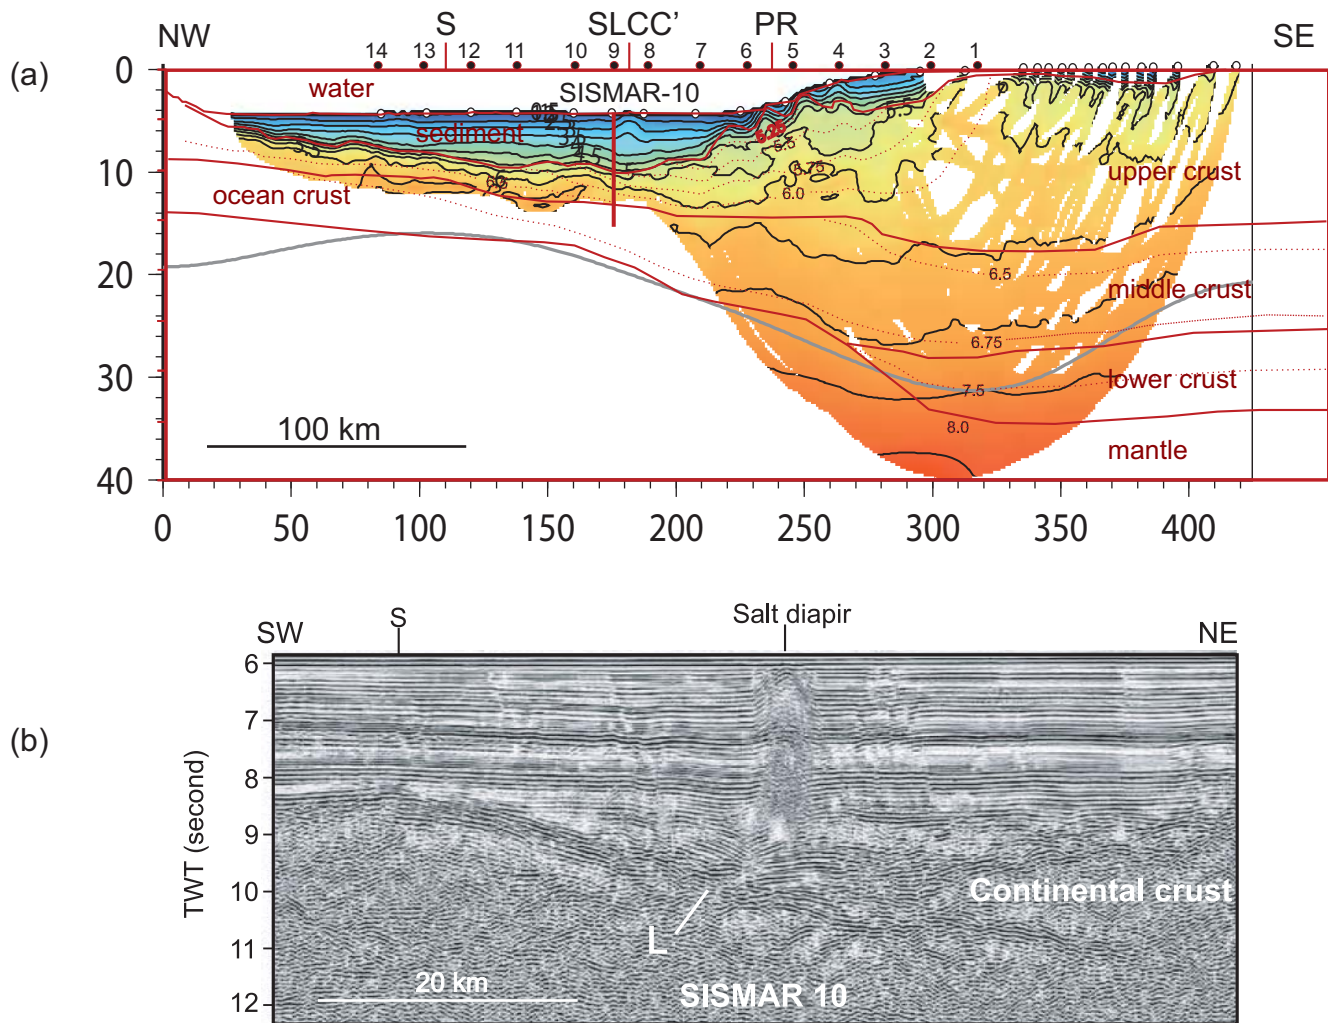 S SLCC' PR
NW SE
14 13 12 11 10 9 8 7 6 5 4 3 2 1
(a)
0
water
SISMAR-10
sediment
5.5
5.75
10
6.0
upper crust
ocean crust
6.5
20
middle crust
6.75
30
7.5
lower crust
100 km
8.0
mantle
40
0 50 100 150 200 250 300 350 400
S Salt diapir
SW NE
6
7
(b)
8
TWT (second)
9
10
Continental crust
L
11
20 km
SISMAR 10
12